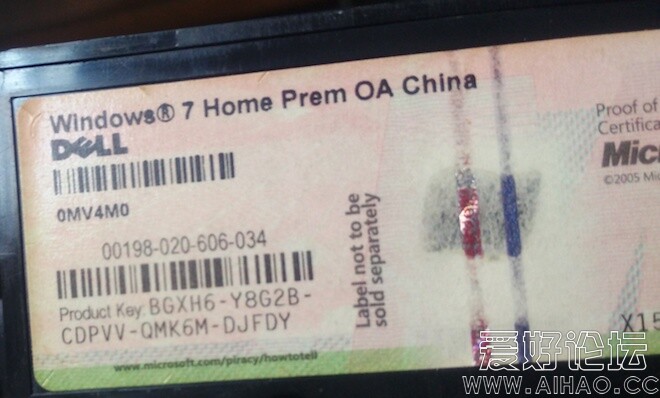 Windows® 7 Home Prem OA China
DELL
0MV4M0
00198-020-606-034
Product Key: BGXH6-Y8G2B-
CDPVV-QMK6M-DJFDY
www.microsoft.com/piracy/howtotell
Label not to be
sold separately
Proof of
Certifica
Micr
©2005 Mi
X15
爱好论坛
WWW.AIHAO.CC